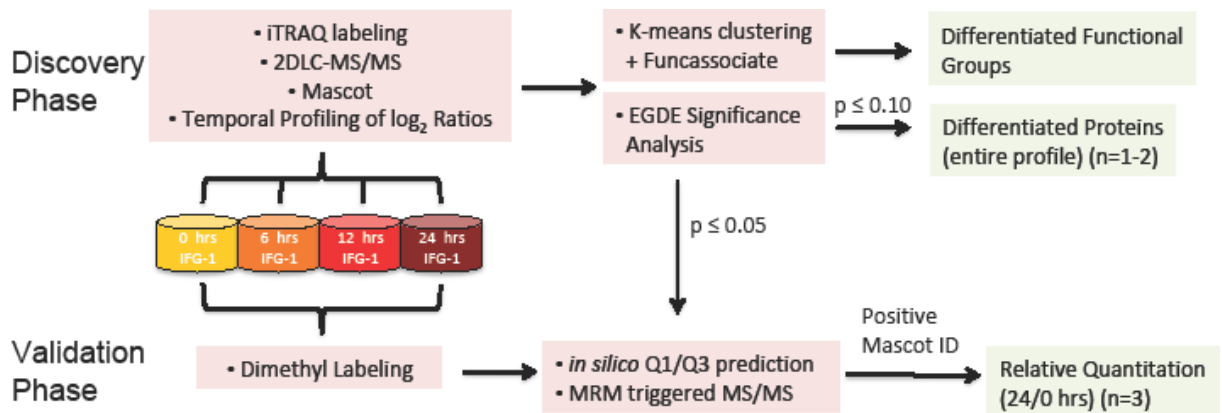 Discovery
Phase
• iTRAQ labeling
• 2DLC-MS/MS
• Mascot
• Temporal Profiling of log₂ Ratios
• K-means clustering
+ Funcassociate
Differentiated Functional
Groups
• EGDE Significance
Analysis
p ≤ 0.10
Differentiated Proteins
(entire profile) (n=1-2)
0 hrs
IFG-1
6 hrs
IFG-1
12 hrs
IFG-1
24 hrs
IFG-1
p ≤ 0.05
Validation
Phase
• Dimethyl Labeling
• in silico Q1/Q3 prediction
• MRM triggered MS/MS
Positive
Mascot ID
Relative Quantitation
(24/0 hrs) (n=3)